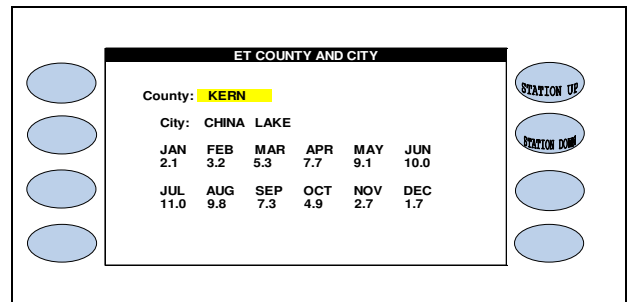 ET COUNTY AND CITY
County: KERN
City: CHINA LAKE
JAN FEB MAR APR MAY JUN
2.1 3.2 5.3 7.7 9.1 10.0
JUL AUG SEP OCT NOV DEC
11.0 9.8 7.3 4.9 2.7 1.7
STATION UP
STATION DOWN